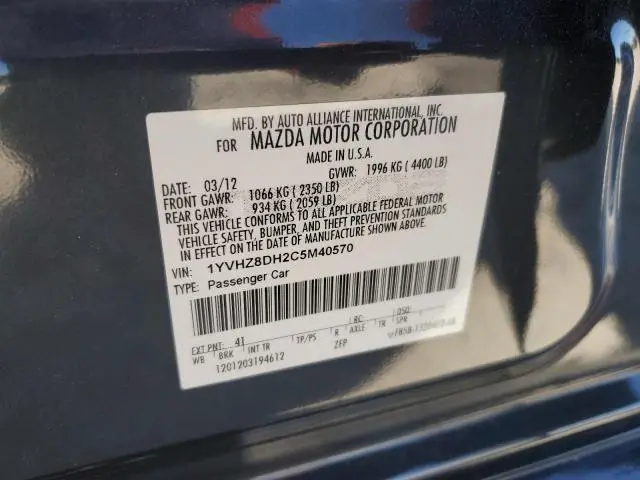 MFD. BY AUTO ALLIANCE INTERNATIONAL, INC.
FOR MAZDA MOTOR CORPORATION
MADE IN U.S.A.
DATE: 03/12 GVWR: 1996 KG ( 4400 LB)
FRONT GAWR: 1066 KG ( 2350 LB)
REAR GAWR: 934 KG ( 2059 LB)
THIS VEHICLE CONFORMS TO ALL APPLICABLE FEDERAL MOTOR
VEHICLE SAFETY, BUMPER, AND THEFT PREVENTION STANDARDS
IN EFFECT ON THE DATE OF MANUFACTURE SHOWN ABOVE.
VIN: 1YVHZ8DH2C5M40570
TYPE: Passenger Car
EXT PNT: 41 RC: DSO:
WB BRK INT TR TP/PS R AXLE TR SPR
ZFP
1201203194612